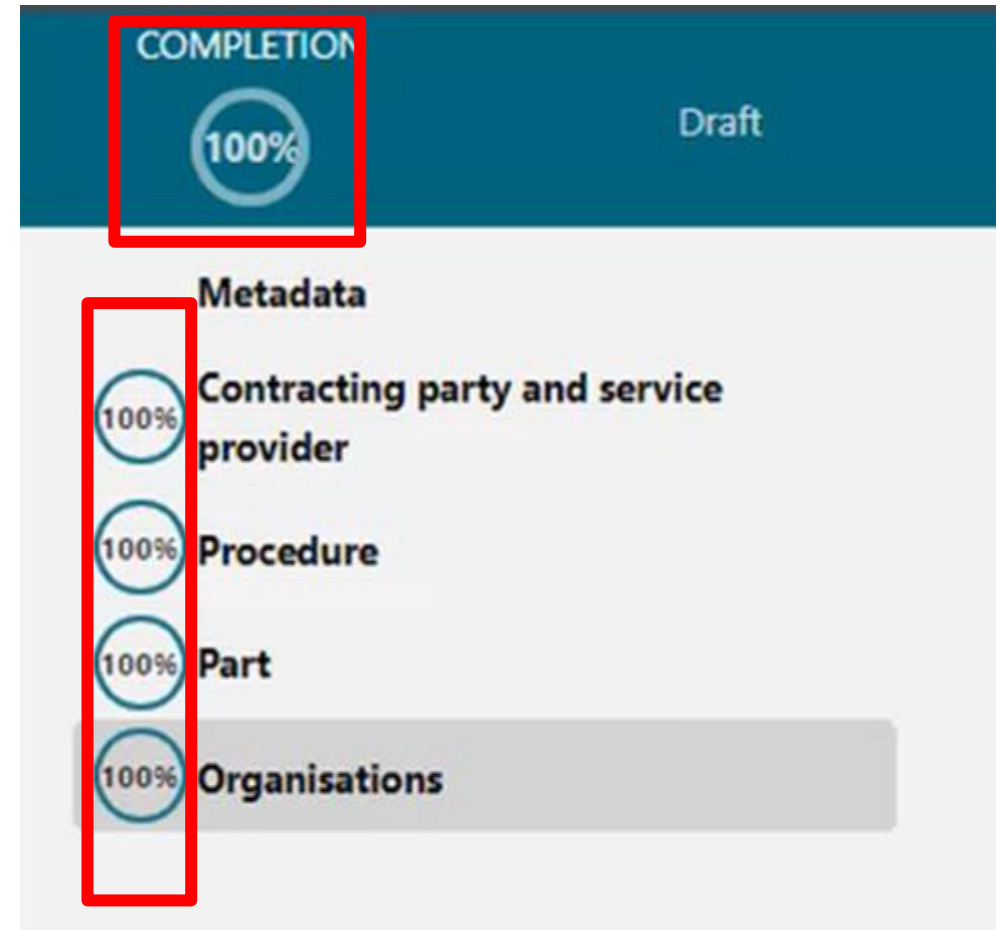 COMPLETION
100%
Draft
Metadata
100%
Contracting party and service
provider
100%
Procedure
100%
Part
100%
Organisations